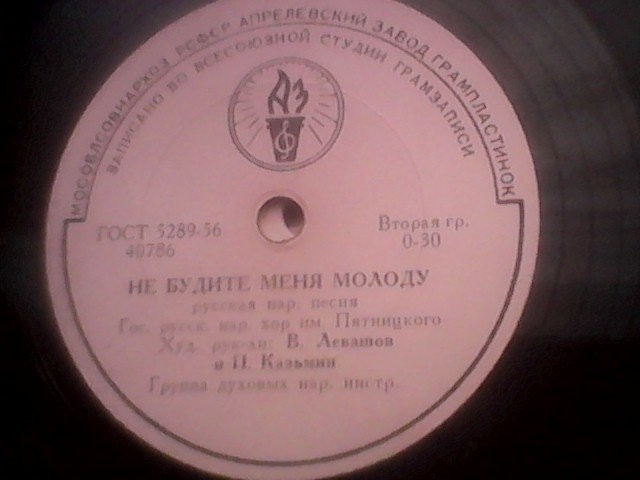 МОСОБЛСОВНАРХОЗ РСФСР АПРЕЛЕВСКИЙ ЗАВОД ГРАМПЛАСТИНОК
ЗАПИСАНО ВО ВСЕСОЮЗНОЙ СТУДИИ ГРАМЗАПИСИ
АЗ
ГОСТ 5289-56
40786
Вторая гр.
0-30
НЕ БУДИТЕ МЕНЯ МОЛОДУ
русская нар. песня
Гос. русск. нар. хор им. Пятницкого
Худ. рук-ли: В. Левашов
и П. Казьмин
Группа духовых нар. инстр.